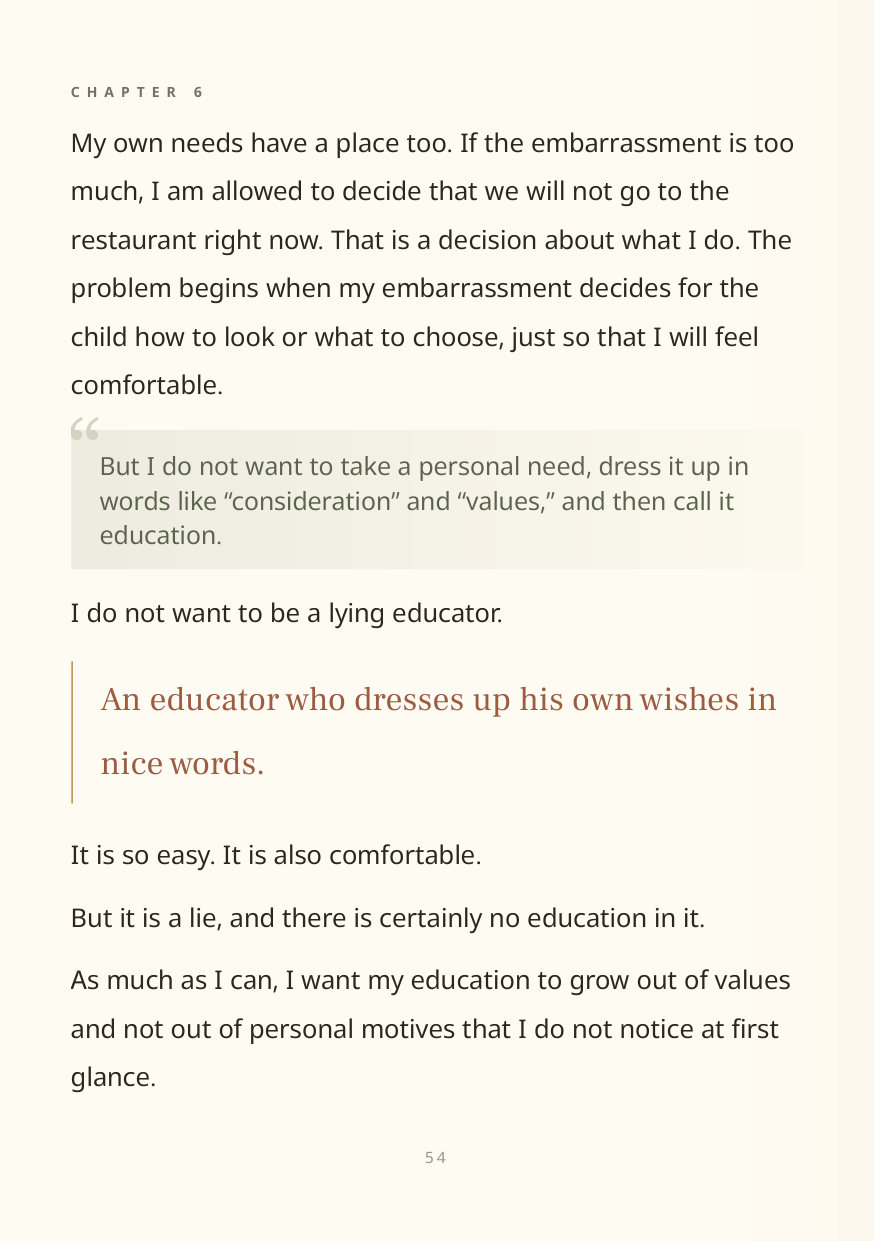 CHAPTER 6
My own needs have a place too. If the embarrassment is too
much, I am allowed to decide that we will not go to the
restaurant right now. That is a decision about what I do. The
problem begins when my embarrassment decides for the
child how to look or what to choose, just so that I will feel
comfortable.
“
But I do not want to take a personal need, dress it up in
words like “consideration” and “values,” and then call it
education.
I do not want to be a lying educator.
An educator who dresses up his own wishes in
nice words.
It is so easy. It is also comfortable.
But it is a lie, and there is certainly no education in it.
As much as I can, I want my education to grow out of values
and not out of personal motives that I do not notice at first
glance.
54